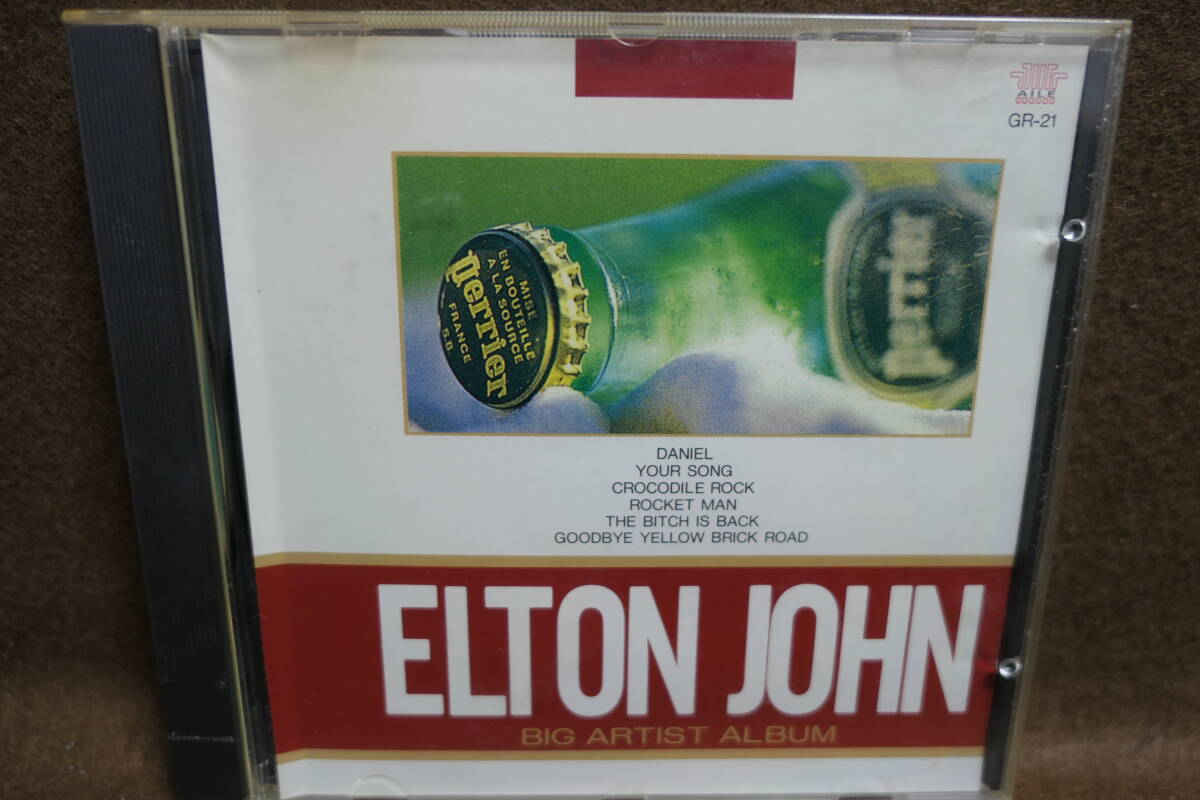 AILE
GR-21
MISE
EN BOUTEILLE
A LA SOURCE
Perrier
FRANCE
G.B.
Perrier
DANIEL
YOUR SONG
CROCODILE ROCK
ROCKET MAN
THE BITCH IS BACK
GOODBYE YELLOW BRICK ROAD
ELTON JOHN
BIG ARTIST ALBUM